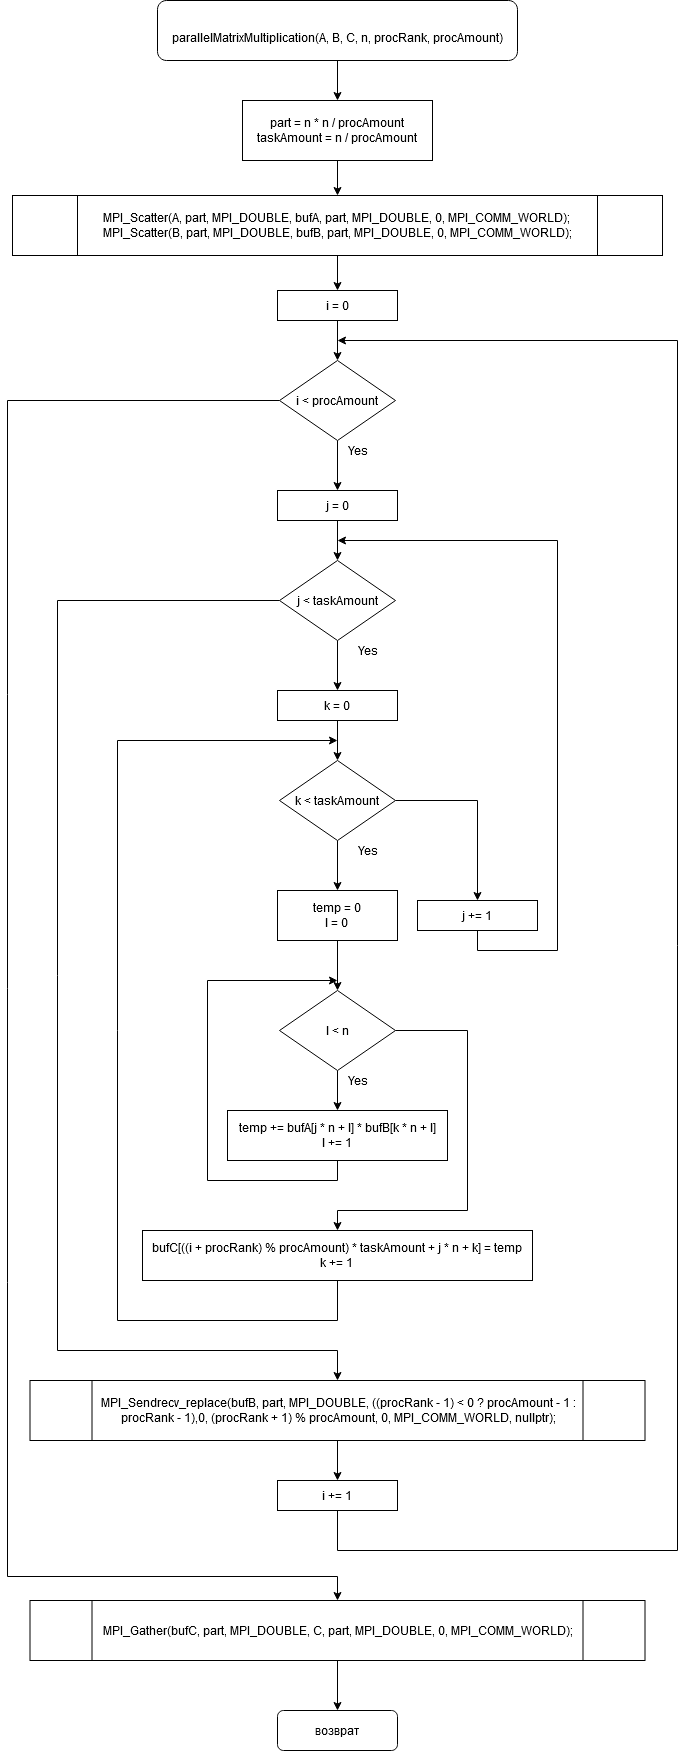 parallelMatrixMultiplication(A, B, C, n, procRank, procAmount)
part = n * n / procAmount
taskAmount = n / procAmount
MPI_Scatter(A, part, MPI_DOUBLE, bufA, part, MPI_DOUBLE, 0, MPI_COMM_WORLD);
MPI_Scatter(B, part, MPI_DOUBLE, bufB, part, MPI_DOUBLE, 0, MPI_COMM_WORLD);
i = 0
i < procAmount
Yes
j = 0
j < taskAmount
Yes
k = 0
k < taskAmount
Yes
temp = 0
l = 0
j += 1
l < n
Yes
temp += bufA[j * n + l] * bufB[k * n + l]
l += 1
bufC[((i + procRank) % procAmount) * taskAmount + j * n + k] = temp
k += 1
MPI_Sendrecv_replace(bufB, part, MPI_DOUBLE, ((procRank - 1) < 0 ? procAmount - 1 :
procRank - 1),0, (procRank + 1) % procAmount, 0, MPI_COMM_WORLD, nullptr);
i += 1
MPI_Gather(bufC, part, MPI_DOUBLE, C, part, MPI_DOUBLE, 0, MPI_COMM_WORLD);
возврат